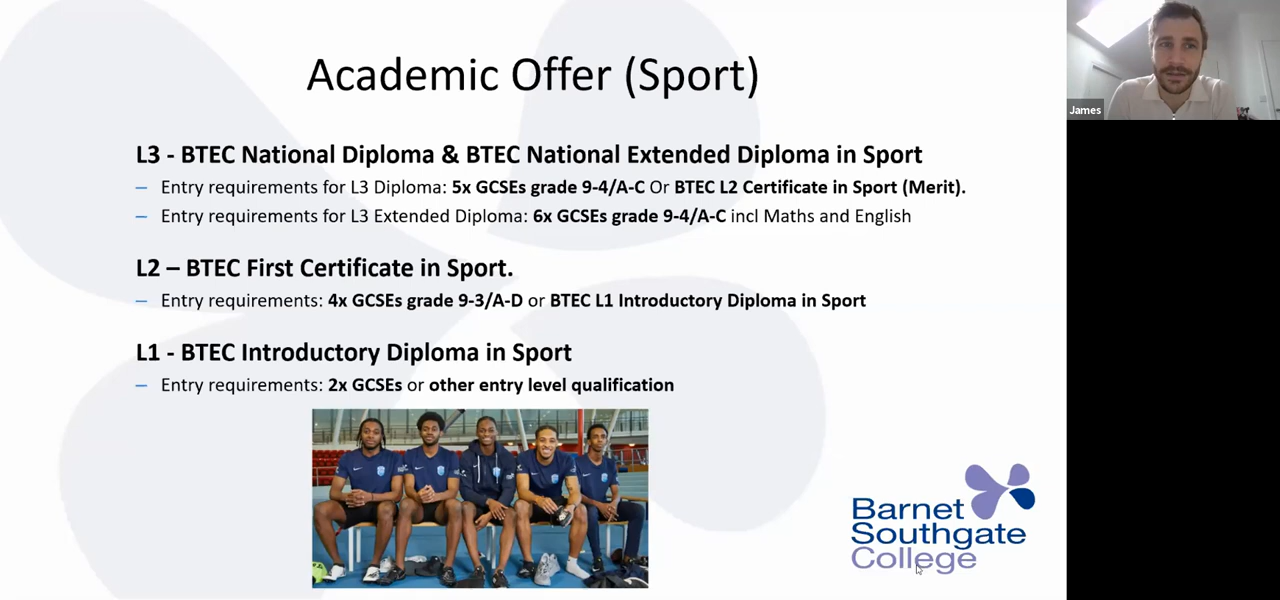 Academic Offer (Sport)
L3 - BTEC National Diploma & BTEC National Extended Diploma in Sport
– Entry requirements for L3 Diploma: 5x GCSEs grade 9-4/A-C Or BTEC L2 Certificate in Sport (Merit).
– Entry requirements for L3 Extended Diploma: 6x GCSEs grade 9-4/A-C incl Maths and English
L2 – BTEC First Certificate in Sport.
– Entry requirements: 4x GCSEs grade 9-3/A-D or BTEC L1 Introductory Diploma in Sport
L1 - BTEC Introductory Diploma in Sport
– Entry requirements: 2x GCSEs or other entry level qualification
Barnet
Southgate
College
James